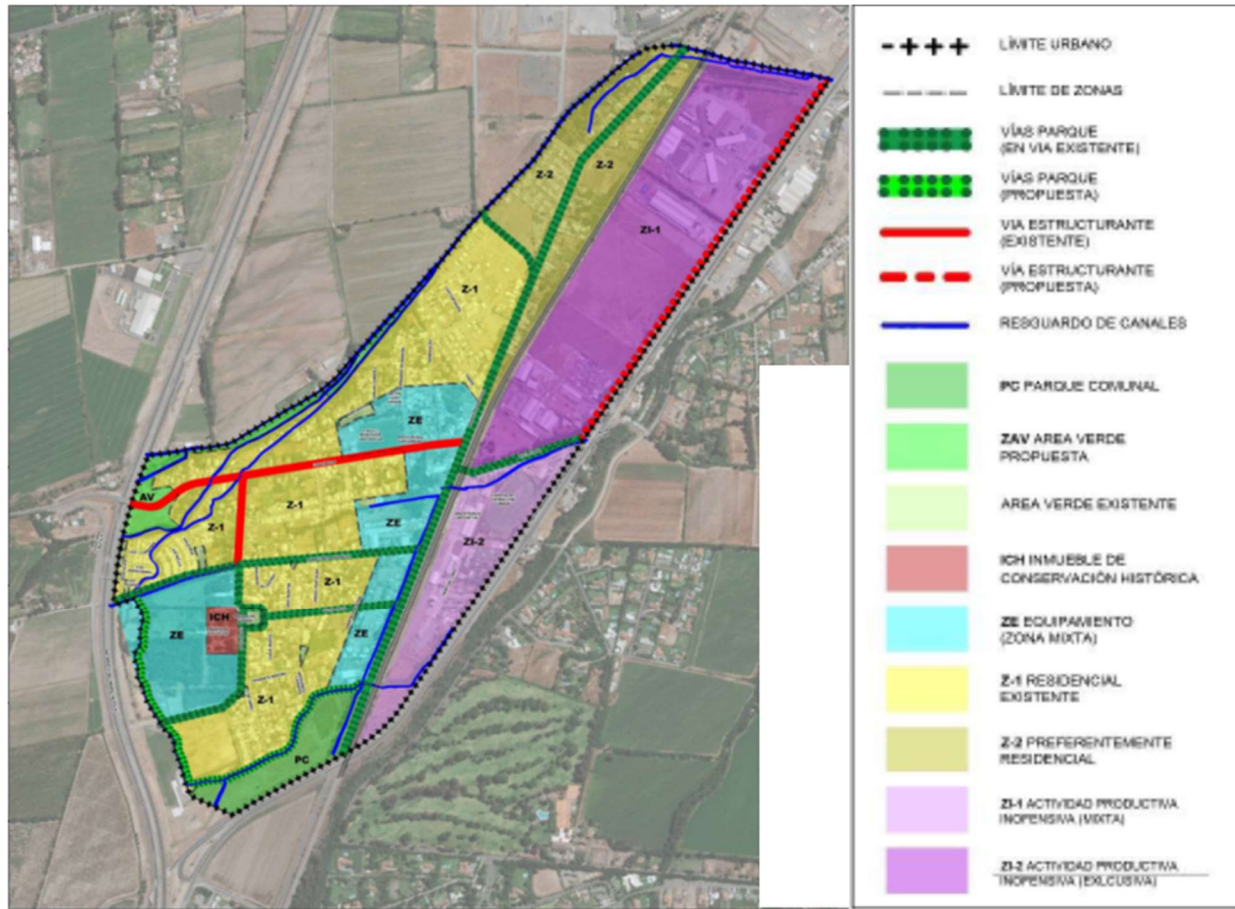 Z-2
Z-2
ZI-1
Z-1
ZE
AV
Z-1
Z-1
ZE
ZI-2
Z-1
ICH
ZE
ZE
Z-1
PC
LÍMITE URBANO
LÍMITE DE ZONAS
VÍAS PARQUE
(EN VIA EXISTENTE)
VÍAS PARQUE
(PROPUESTA)
VIA ESTRUCTURANTE
(EXISTENTE)
VÍA ESTRUCTURANTE
(PROPUESTA)
RESGUARDO DE CANALES
PC PARQUE COMUNAL
ZAV AREA VERDE
PROPUESTA
AREA VERDE EXISTENTE
ICH INMUEBLE DE
CONSERVACIÓN HISTÓRICA
ZE EQUIPAMIENTO
(ZONA MIXTA)
Z-1 RESIDENCIAL
EXISTENTE
Z-2 PREFERENTEMENTE
RESIDENCIAL
ZI-1 ACTIVIDAD PRODUCTIVA
INOFENSIVA (MIXTA)
ZI-2 ACTIVIDAD PRODUCTIVA
INOFENSIVA (EXLCUSIVA)